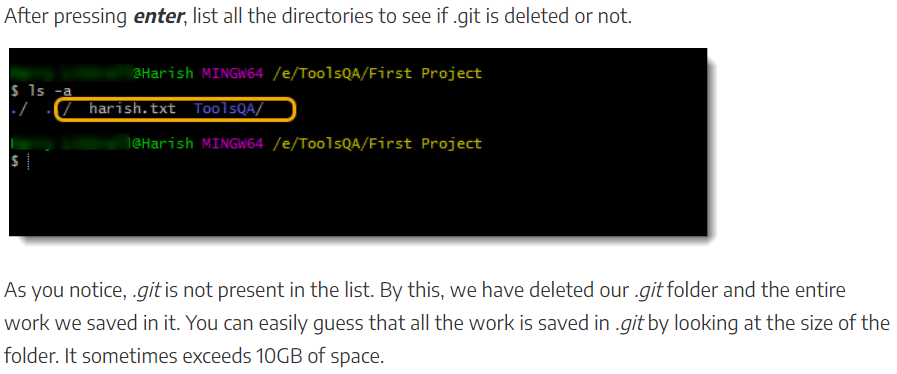 After pressing enter, list all the directories to see if .git is deleted or not.
@Harish MINGW64 /e/ToolsQA/First Project
$ ls -a
./ ../ harish.txt ToolsQA/
@Harish MINGW64 /e/ToolsQA/First Project
$
As you notice, .git is not present in the list. By this, we have deleted our .git folder and the entire
work we saved in it. You can easily guess that all the work is saved in .git by looking at the size of the
folder. It sometimes exceeds 10GB of space.